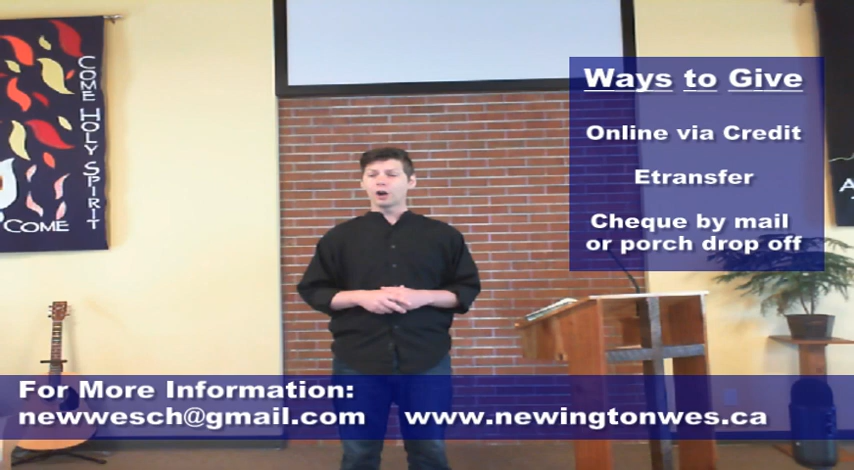 COME HOLY SPIRIT
COME
Ways to Give
Online via Credit
Etransfer
Cheque by mail
or porch drop off
For More Information:
newwesch@gmail.com www.newingtonwes.ca